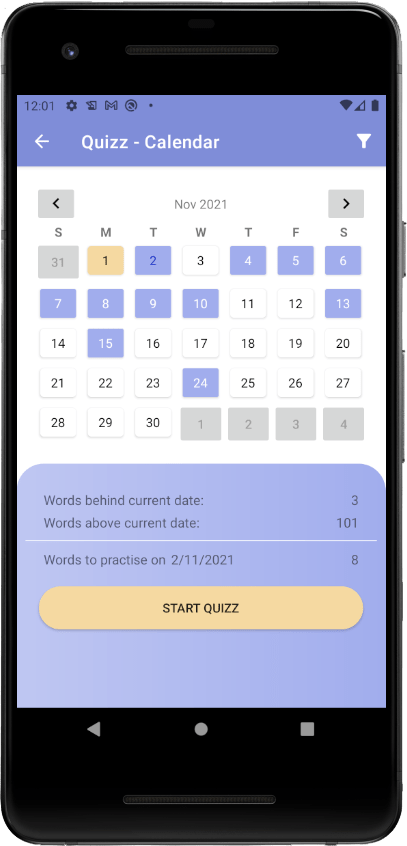 12:01
Quizz - Calendar
Nov 2021
S M T W T F S
31 1 2 3 4 5 6
7 8 9 10 11 12 13
14 15 16 17 18 19 20
21 22 23 24 25 26 27
28 29 30 1 2 3 4
Words behind current date: 3
Words above current date: 101
Words to practise on 2/11/2021 8
START QUIZZ